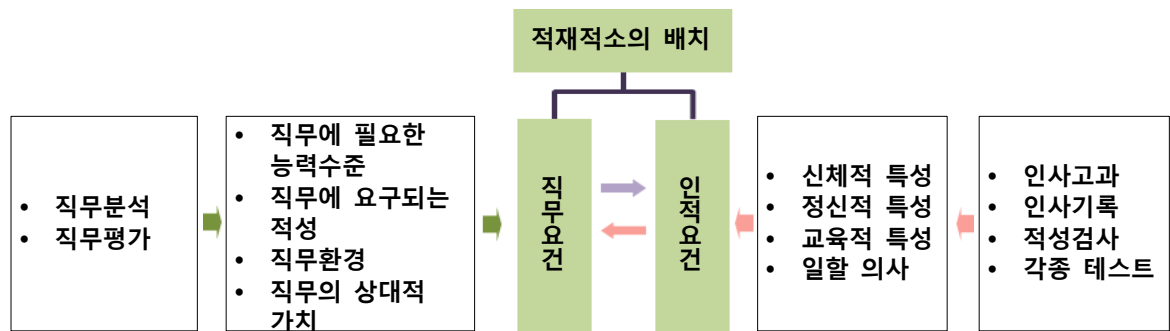 적재적소의 배치
• 직무분석
• 직무평가
• 직무에 필요한
능력수준
• 직무에 요구되는
적성
• 직무환경
• 직무의 상대적
가치
직무요건
인적요건
• 신체적 특성
• 정신적 특성
• 교육적 특성
• 일할 의사
• 인사고과
• 인사기록
• 적성검사
• 각종 테스트